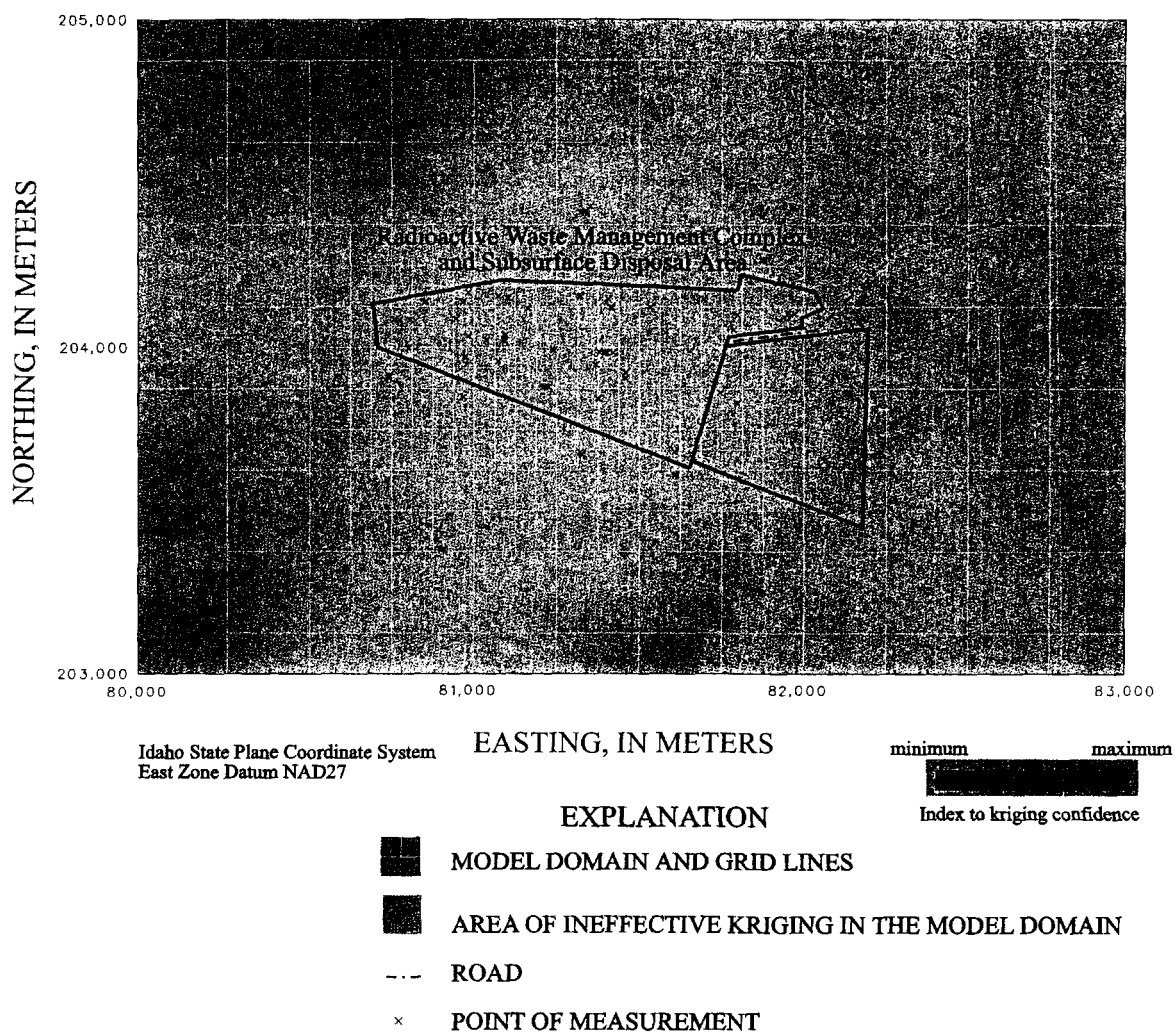 205,000
Radioactive Waste Management Complex
and Subsurface Disposal Area
NORTHING, IN METERS
204,000
203,000
80,000
81,000
82,000
83,000
Idaho State Plane Coordinate System
East Zone Datum NAD27
EASTING, IN METERS
minimum
maximum
Index to kriging confidence
EXPLANATION
MODEL DOMAIN AND GRID LINES
AREA OF INEFFECTIVE KRIGING IN THE MODEL DOMAIN
ROAD
POINT OF MEASUREMENT